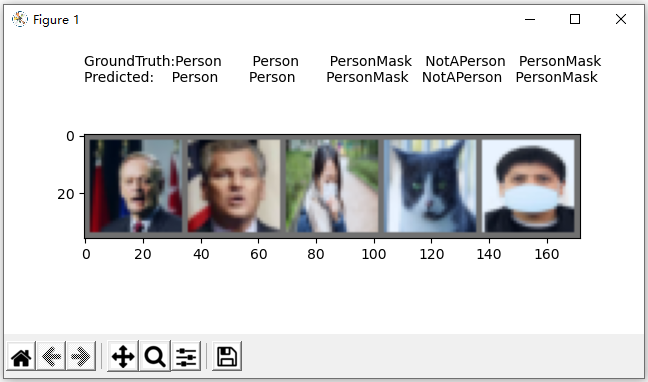 Figure 1
GroundTruth:Person Person PersonMask NotAPerson PersonMask
Predicted: Person Person PersonMask NotAPerson PersonMask
0
20
0 20 40 60 80 100 120 140 160